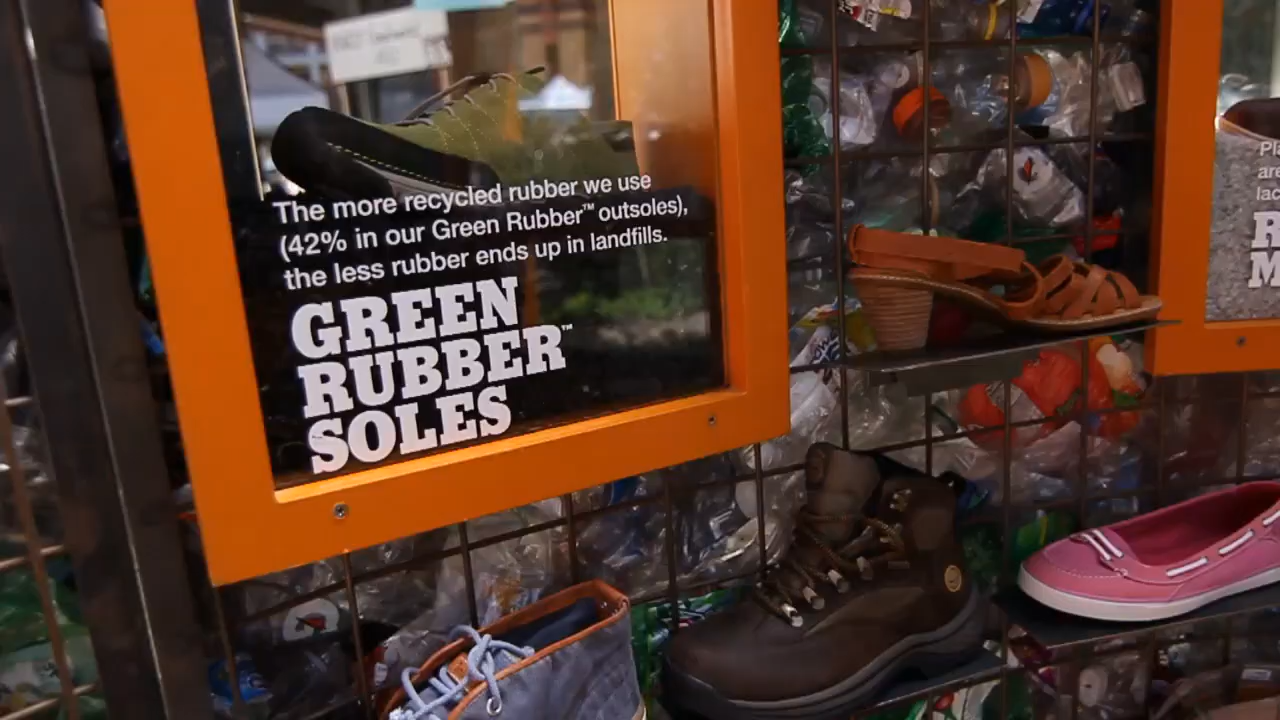 The more recycled rubber we use
(42% in our Green Rubber™ outsoles),
the less rubber ends up in landfills.
GREEN
RUBBER™
SOLES